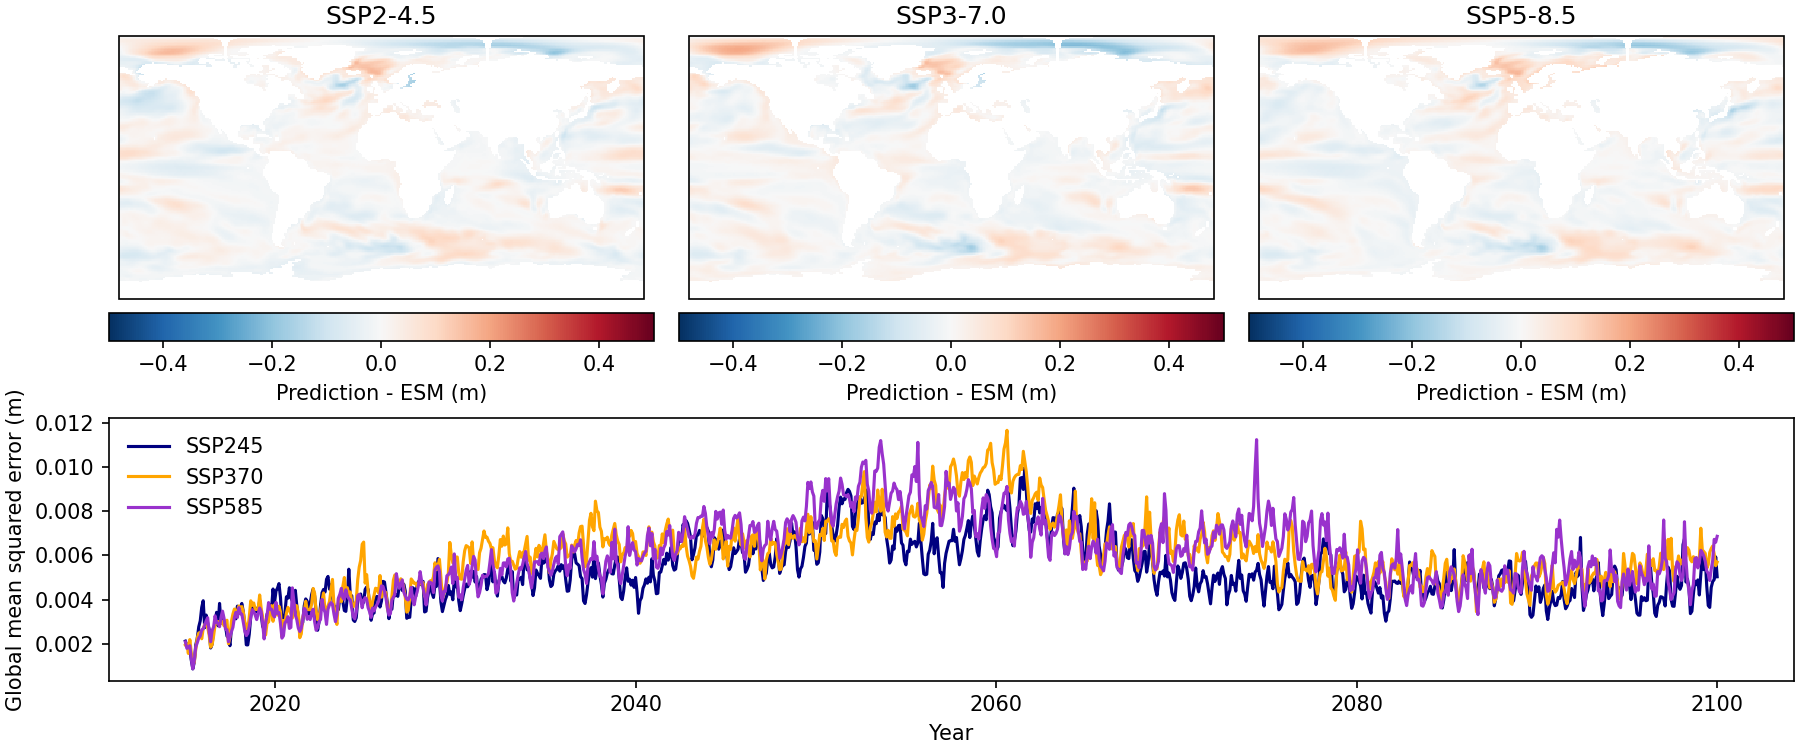 SSP2-4.5 SSP3-7.0 SSP5-8.5
−0.4 −0.2 0.0 0.2 0.4 −0.4 −0.2 0.0 0.2 0.4 −0.4 −0.2 0.0 0.2 0.4
Prediction - ESM (m) Prediction - ESM (m) Prediction - ESM (m)
Global mean squared error (m)
0.012
0.010
0.008
0.006
0.004
0.002
SSP245
SSP370
SSP585
2020 2040 2060 2080 2100
Year